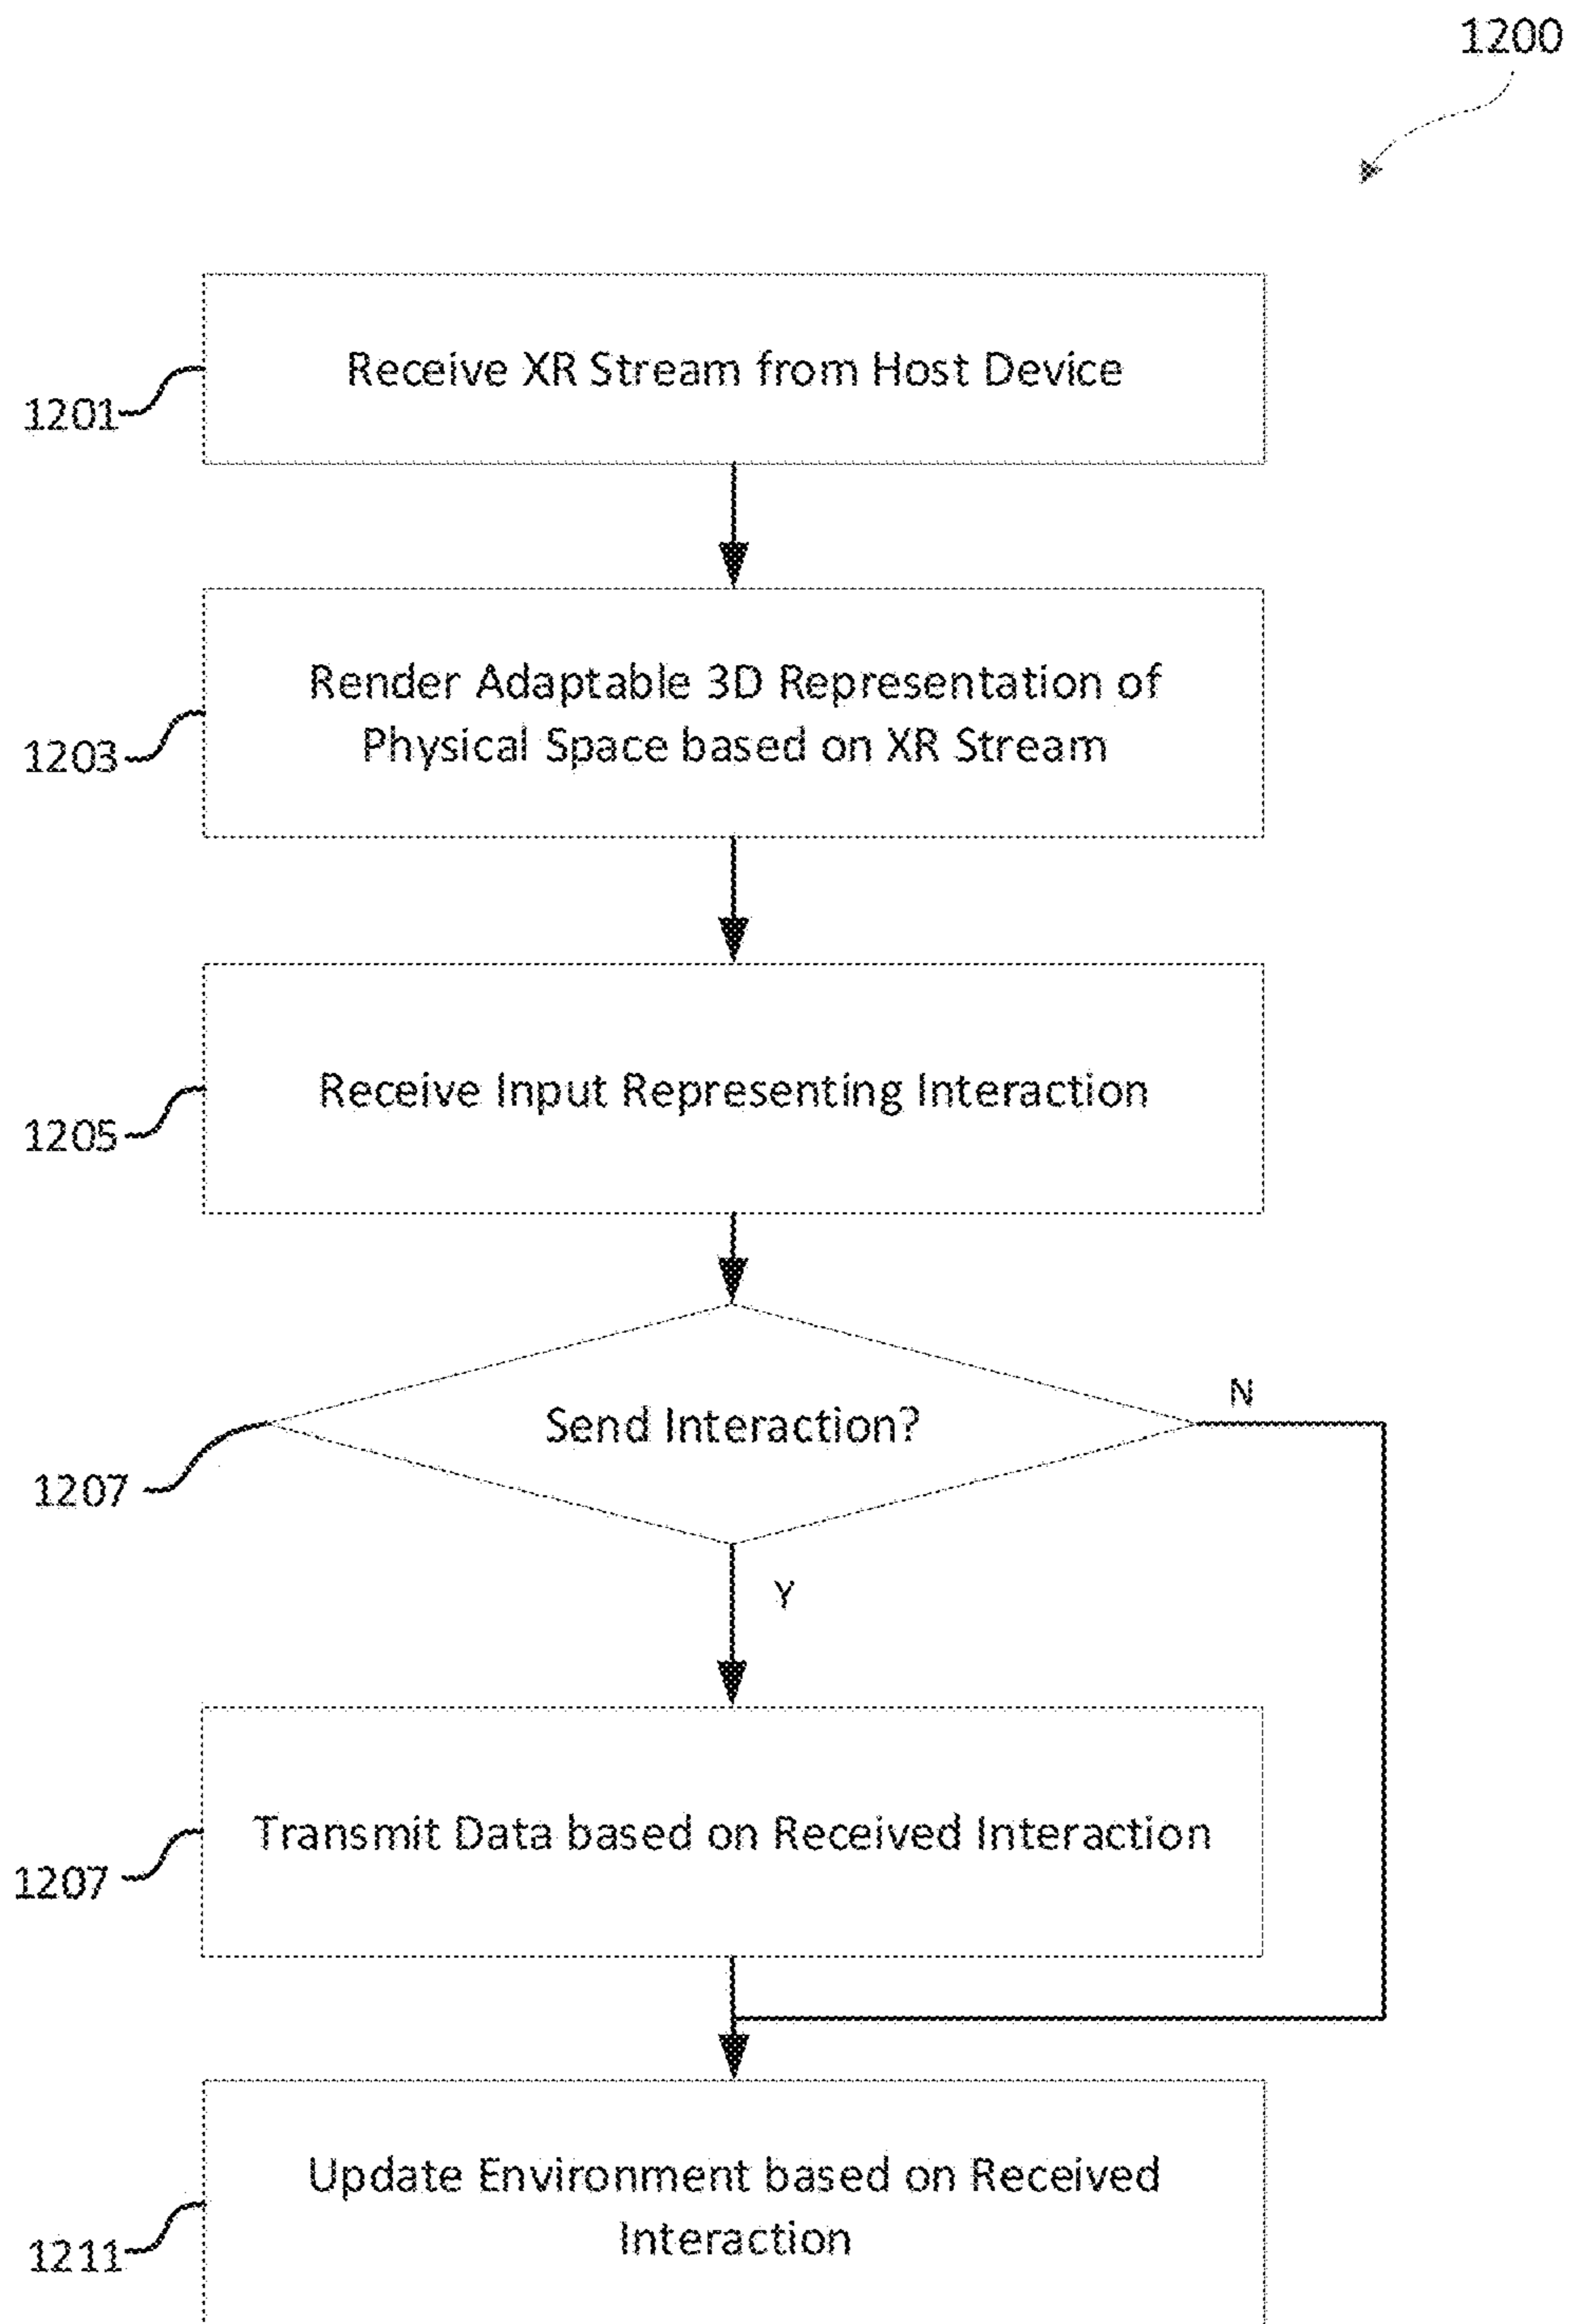 1200
Receive XR Stream from Host Device
1201
Render Adaptable 3D Representation of
Physical Space based on XR Stream
1203
Receive Input Representing Interaction
1205
N
Send Interaction?
1207
Y
Transmit Data based on Received Interaction
1207
Update Environment based on Received
Interaction
1211